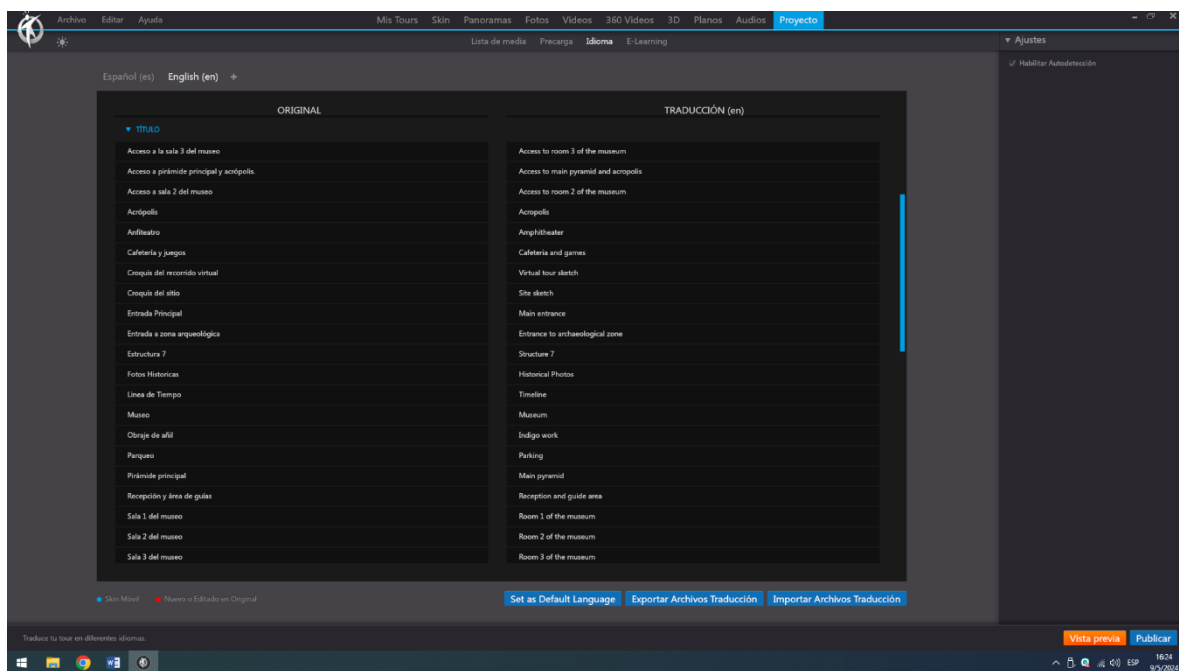 Archivo Editar Ayuda Mis Tours Skin Panoramas Fotos Videos 360 Videos 3D Planos Audios Proyecto
Lista de media Precarga Idioma E-Learning
Ajustes
Habilitar Autodetección
Español (es) English (en) +
ORIGINAL TRADUCCIÓN (en)
TÍTULO
Acceso a la sala 3 del museo Access to room 3 of the museum
Acceso a pirámide principal y acrópolis. Access to main pyramid and acropolis
Acceso a sala 2 del museo Access to room 2 of the museum
Acrópolis Acropolis
Anfiteatro Amphitheater
Cafetería y juegos Cafeteria and games
Croquis del recorrido virtual Virtual tour sketch
Croquis del sitio Site sketch
Entrada Principal Main entrance
Entrada a zona arqueológica Entrance to archaeological zone
Estructura 7 Structure 7
Fotos Historicas Historical Photos
Linea de Tiempo Timeline
Museo Museum
Obraje de añil Indigo work
Parqueo Parking
Pirámide principal Main pyramid
Recepción y área de guías Reception and guide area
Sala 1 del museo Room 1 of the museum
Sala 2 del museo Room 2 of the museum
Sala 3 del museo Room 3 of the museum
Skin Móvil Nuevo o Editado en Original Set as Default Language Exportar Archivos Traducción Importar Archivos Traducción
Traduce tu tour en diferentes idiomas. Vista previa Publicar
ESP 16:24
9/5/2024